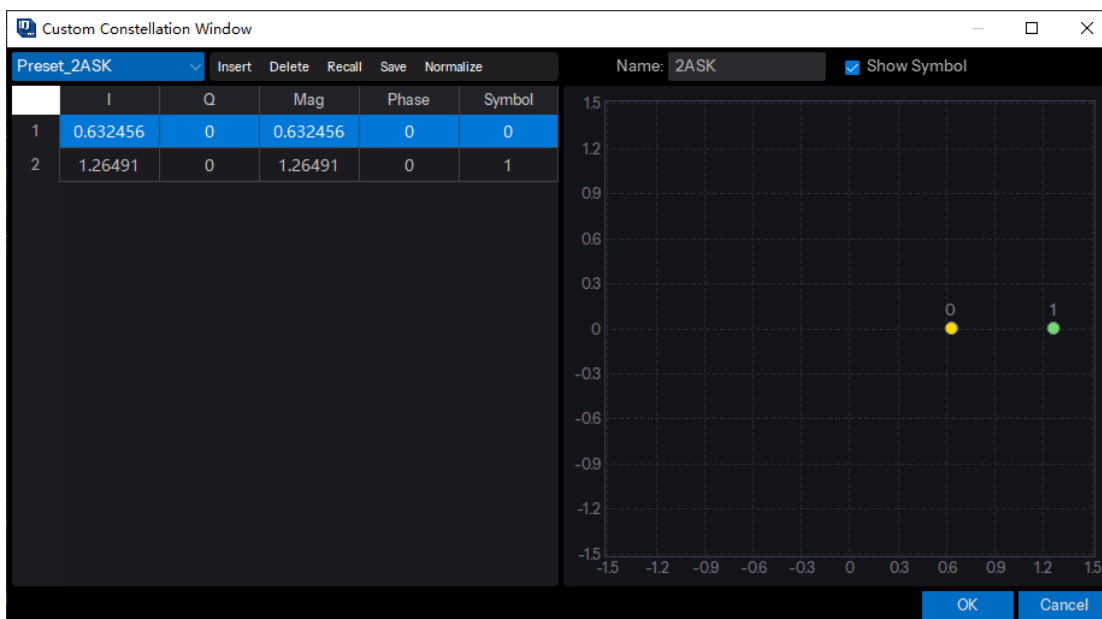 Custom Constellation Window
Preset_2ASK Insert Delete Recall Save Normalize Name: 2ASK Show Symbol
I Q Mag Phase Symbol
1 0.632456 0 0.632456 0 0
2 1.26491 0 1.26491 0 1
1.5
1.2
0.9
0.6
0.3
0 1
0
-0.3
-0.6
-0.9
-1.2
-1.5
-1.5 -1.2 -0.9 -0.6 -0.3 0 0.3 0.6 0.9 1.2 1.5
OK Cancel